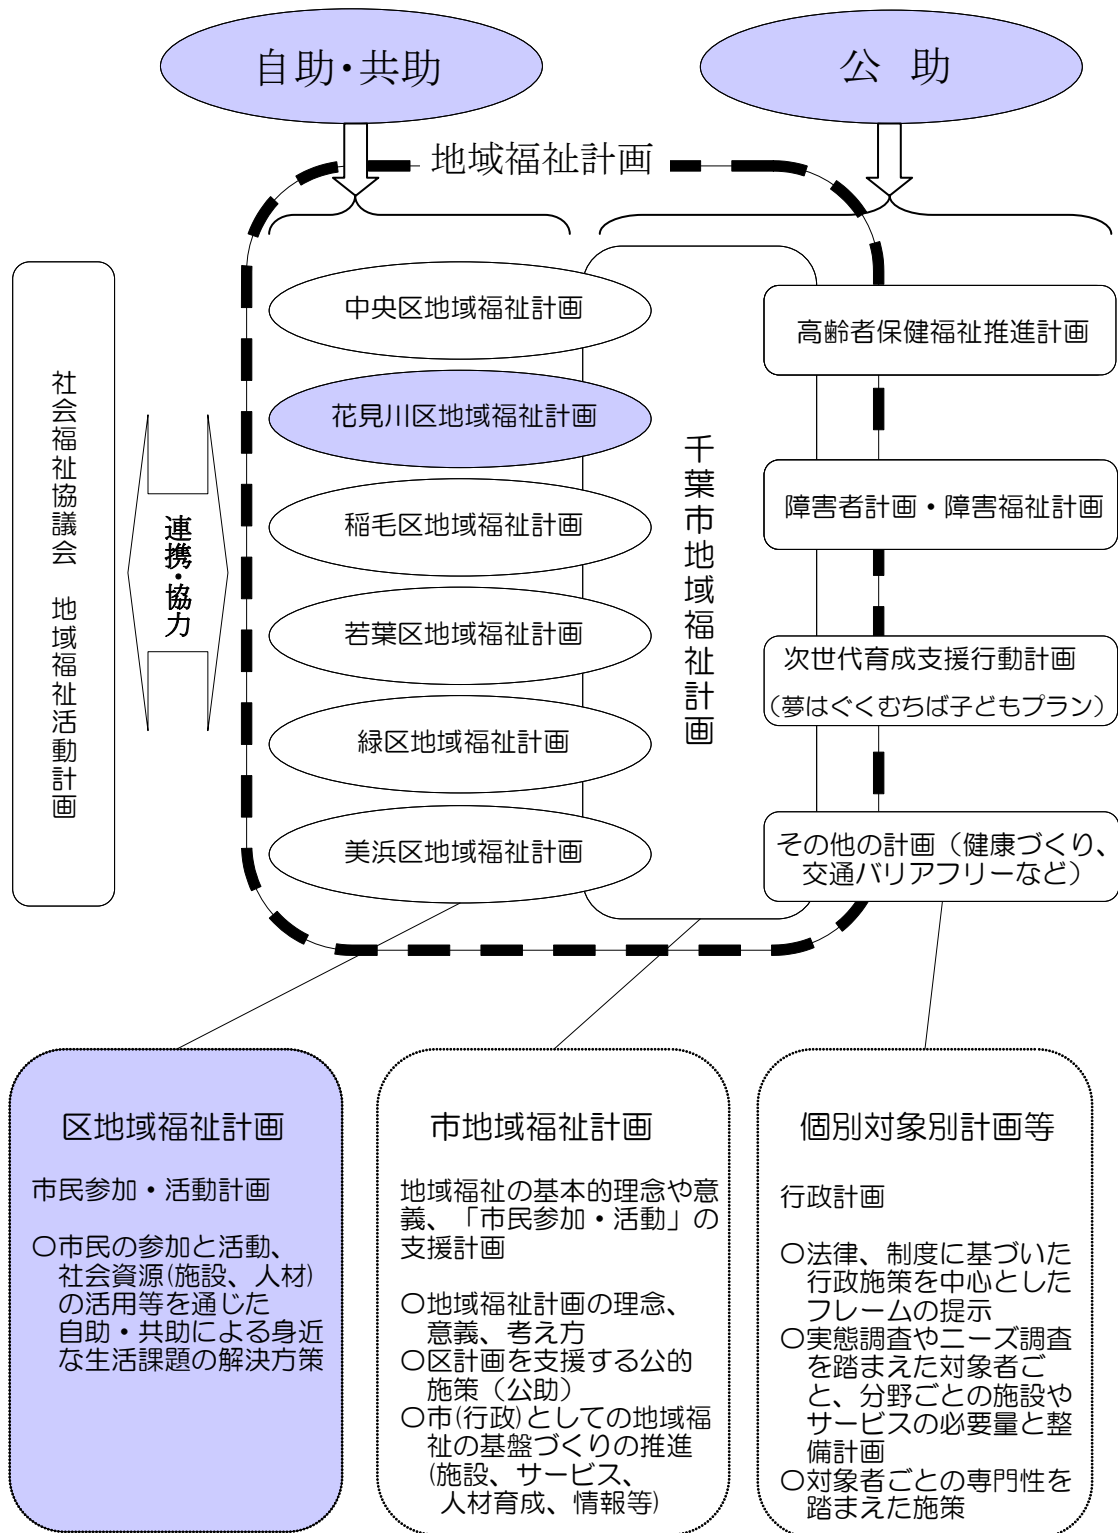 自助・共助
公 助
地域福祉計画
社会福祉協議会 地域福祉活動計画
連携・協力
中央区地域福祉計画
花見川区地域福祉計画
稲毛区地域福祉計画
若葉区地域福祉計画
緑区地域福祉計画
美浜区地域福祉計画
千葉市地域福祉計画
高齢者保健福祉推進計画
障害者計画・障害福祉計画
次世代育成支援行動計画
（夢はぐくむちば子どもプラン）
その他の計画（健康づくり、
交通バリアフリーなど）
区地域福祉計画
市民参加・活動計画
○市民の参加と活動、
社会資源(施設、人材)
の活用等を通じた
自助・共助による身近
な生活課題の解決方策
市地域福祉計画
地域福祉の基本的理念や意
義、「市民参加・活動」の
支援計画
○地域福祉計画の理念、
意義、考え方
○区計画を支援する公的
施策（公助）
○市(行政)としての地域福
祉の基盤づくりの推進
(施設、サービス、
人材育成、情報等)
個別対象別計画等
行政計画
○法律、制度に基づいた
行政施策を中心とした
フレームの提示
○実態調査やニーズ調査
を踏まえた対象者ご
と、分野ごとの施設や
サービスの必要量と整
備計画
○対象者ごとの専門性を
踏まえた施策